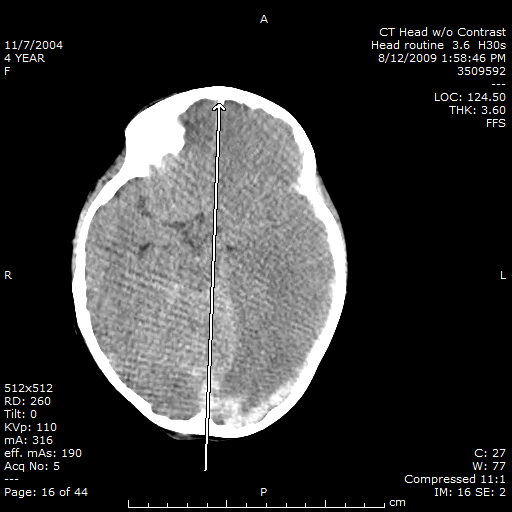 A
11/7/2004
4 YEAR
F
CT Head w/o Contrast
Head routine 3.6 H30s
8/12/2009 1:58:46 PM
3509592
---
LOC: 124.50
THK: 3.60
FFS
R
L
512x512
RD: 260
Tilt: 0
KVp: 110
mA: 316
eff. mAs: 190
Acq No: 5
---
Page: 16 of 44
P
cm
C: 27
W: 77
Compressed 11:1
IM: 16 SE: 2